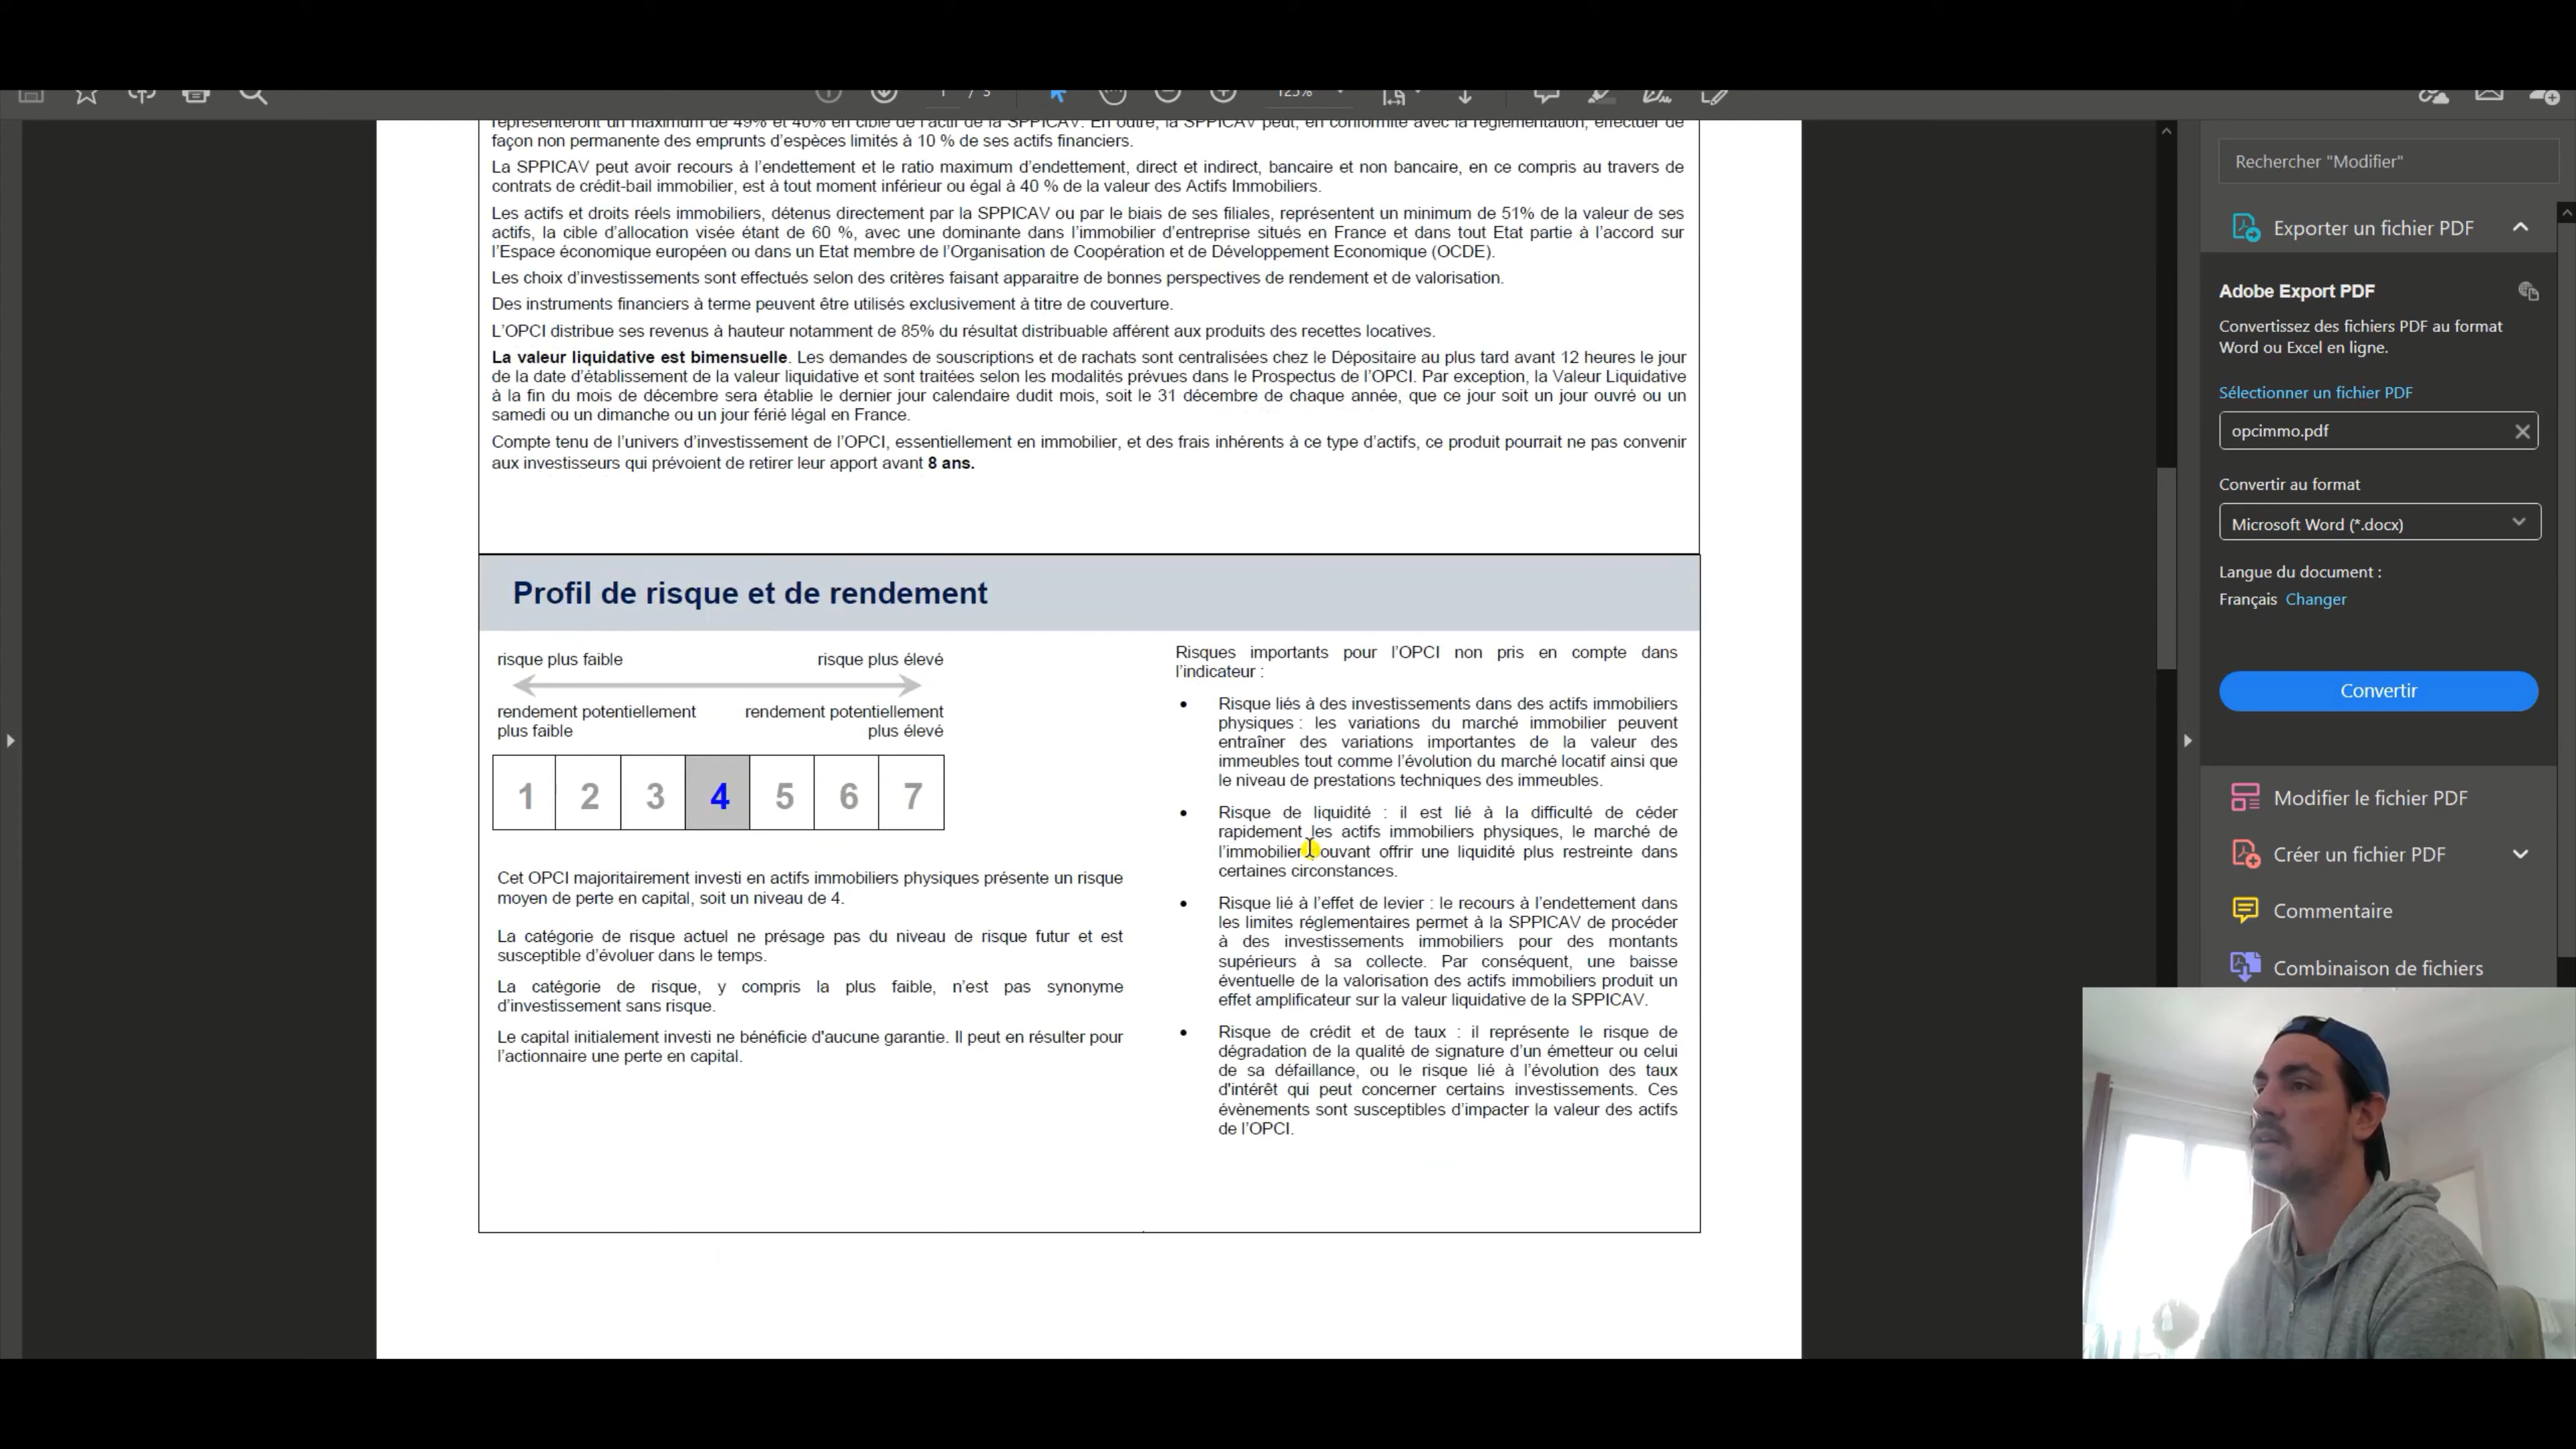 1 / 3
125%
représenteront un maximum de 49% et 40% en cible de l'actif de la SPPICAV. En outre, la SPPICAV peut, en conformité avec la réglementation, effectuer de
façon non permanente des emprunts d'espèces limités à 10 % de ses actifs financiers.
La SPPICAV peut avoir recours à l'endettement et le ratio maximum d'endettement, direct et indirect, bancaire et non bancaire, en ce compris au travers de
contrats de crédit-bail immobilier, est à tout moment inférieur ou égal à 40 % de la valeur des Actifs Immobiliers.
Les actifs et droits réels immobiliers, détenus directement par la SPPICAV ou par le biais de ses filiales, représentent un minimum de 51% de la valeur de ses
actifs, la cible d'allocation visée étant de 60 %, avec une dominante dans l'immobilier d'entreprise situés en France et dans tout Etat partie à l'accord sur
l'Espace économique européen ou dans un Etat membre de l'Organisation de Coopération et de Développement Economique (OCDE).
Les choix d'investissements sont effectués selon des critères faisant apparaitre de bonnes perspectives de rendement et de valorisation.
Des instruments financiers à terme peuvent être utilisés exclusivement à titre de couverture.
L'OPCI distribue ses revenus à hauteur notamment de 85% du résultat distribuable afférent aux produits des recettes locatives.
La valeur liquidative est bimensuelle. Les demandes de souscriptions et de rachats sont centralisées chez le Dépositaire au plus tard avant 12 heures le jour
de la date d'établissement de la valeur liquidative et sont traitées selon les modalités prévues dans le Prospectus de l'OPCI. Par exception, la Valeur Liquidative
à la fin du mois de décembre sera établie le dernier jour calendaire dudit mois, soit le 31 décembre de chaque année, que ce jour soit un jour ouvré ou un
samedi ou un dimanche ou un jour férié légal en France.
Compte tenu de l'univers d'investissement de l'OPCI, essentiellement en immobilier, et des frais inhérents à ce type d'actifs, ce produit pourrait ne pas convenir
aux investisseurs qui prévoient de retirer leur apport avant 8 ans.
Profil de risque et de rendement
risque plus faible risque plus élevé
rendement potentiellement rendement potentiellement
plus faible plus élevé
1 2 3 4 5 6 7
Cet OPCI majoritairement investi en actifs immobiliers physiques présente un risque
moyen de perte en capital, soit un niveau de 4.
La catégorie de risque actuel ne présage pas du niveau de risque futur et est
susceptible d'évoluer dans le temps.
La catégorie de risque, y compris la plus faible, n'est pas synonyme
d'investissement sans risque.
Le capital initialement investi ne bénéficie d'aucune garantie. Il peut en résulter pour
l'actionnaire une perte en capital.
Risques importants pour l'OPCI non pris en compte dans
l'indicateur :
• Risque liés à des investissements dans des actifs immobiliers
physiques : les variations du marché immobilier peuvent
entraîner des variations importantes de la valeur des
immeubles tout comme l'évolution du marché locatif ainsi que
le niveau de prestations techniques des immeubles.
• Risque de liquidité : il est lié à la difficulté de céder
rapidement les actifs immobiliers physiques, le marché de
l'immobilier pouvant offrir une liquidité plus restreinte dans
certaines circonstances.
• Risque lié à l'effet de levier : le recours à l'endettement dans
les limites réglementaires permet à la SPPICAV de procéder
à des investissements immobiliers pour des montants
supérieurs à sa collecte. Par conséquent, une baisse
éventuelle de la valorisation des actifs immobiliers produit un
effet amplificateur sur la valeur liquidative de la SPPICAV.
• Risque de crédit et de taux : il représente le risque de
dégradation de la qualité de signature d'un émetteur ou celui
de sa défaillance, ou le risque lié à l'évolution des taux
d'intérêt qui peut concerner certains investissements. Ces
évènements sont susceptibles d'impacter la valeur des actifs
de l'OPCI.
Rechercher "Modifier"
Exporter un fichier PDF
Adobe Export PDF
Convertissez des fichiers PDF au format
Word ou Excel en ligne.
Sélectionner un fichier PDF
opcimmo.pdf
Convertir au format
Microsoft Word (*.docx)
Langue du document :
Français Changer
Convertir
Modifier le fichier PDF
Créer un fichier PDF
Commentaire
Combinaison de fichiers